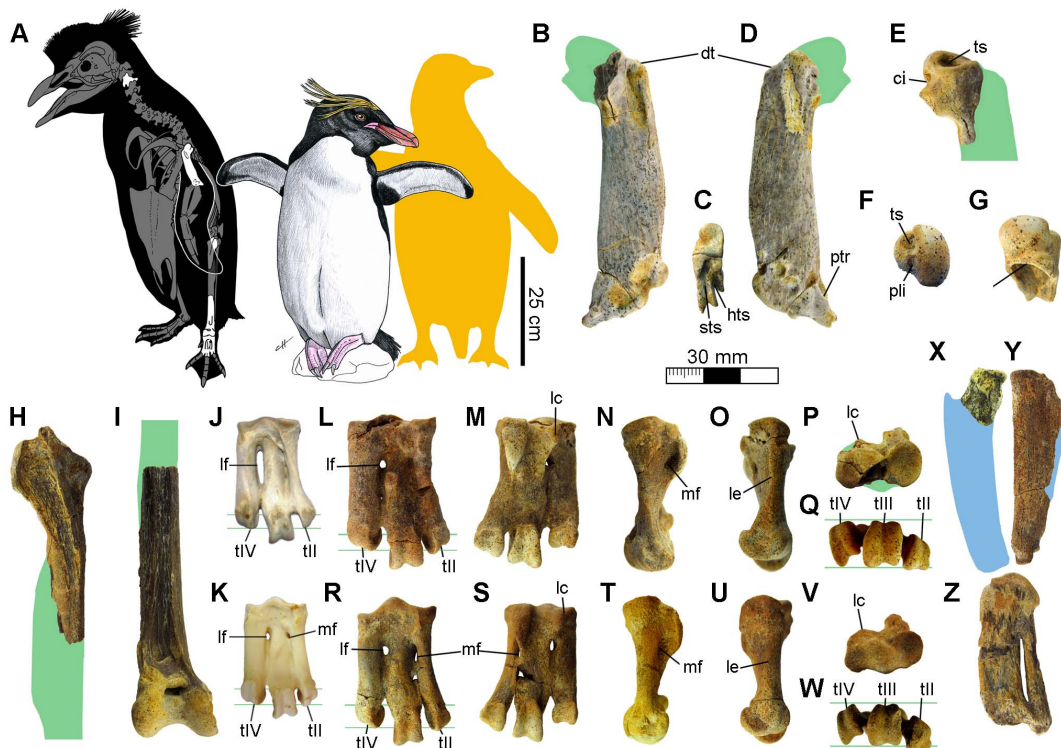 A B dt D E ts
ci
C F G
ts
ptr
pli
hts
sts
25 cm
30 mm
X Y
H I J L M lc N O P
lc
lf lf mf le
Q tIV tIII tII
tIV tII tIV tII
K R S lc T U V Z
lc
lf mf lf mf mf le
W tIV tIII tII
tIV tII tIV tII